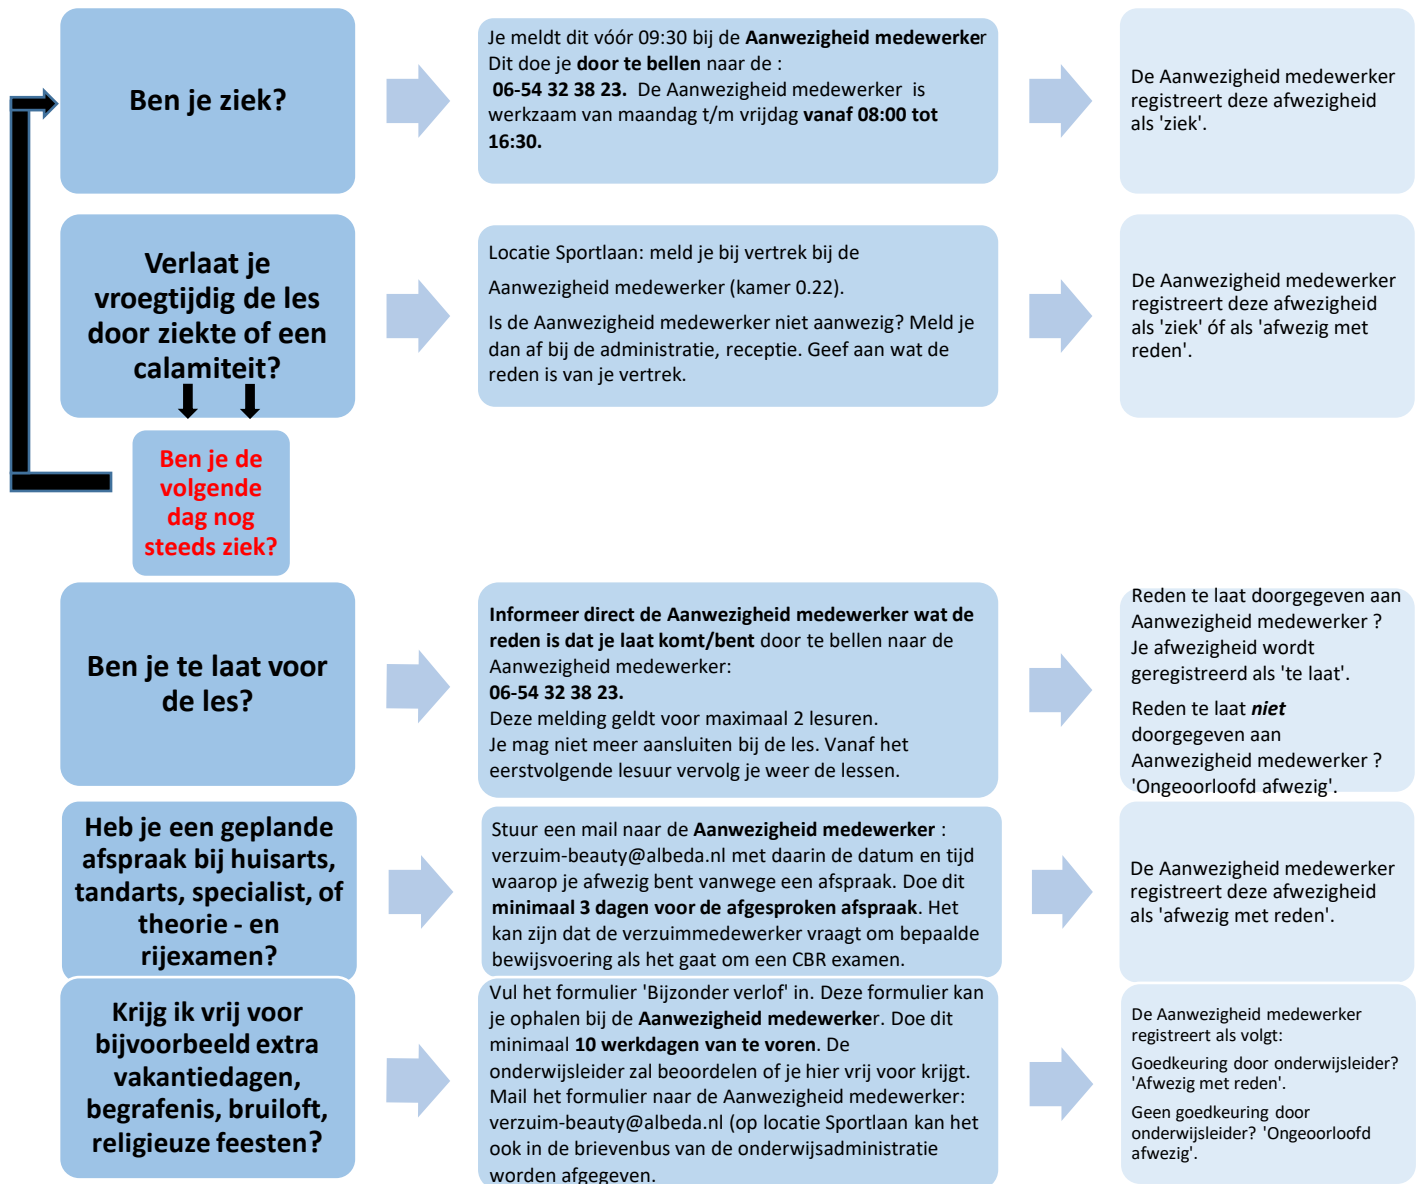 Ben je ziek?
Je meldt dit vóór 09:30 bij de Aanwezigheid medewerker
Dit doe je door te bellen naar de :
06-54 32 38 23.  De Aanwezigheid medewerker  is
werkzaam van maandag t/m vrijdag vanaf 08:00 tot
16:30.
De Aanwezigheid medewerker
registreert deze afwezigheid
als 'ziek'.
Verlaat je
vroegtijdig de les
door ziekte of een
calamiteit?
Locatie Sportlaan: meld je bij vertrek bij de
Aanwezigheid medewerker (kamer 0.22).
Is de Aanwezigheid medewerker niet aanwezig? Meld je
dan af bij de administratie, receptie. Geef aan wat de
reden is van je vertrek.
De Aanwezigheid medewerker
registreert deze afwezigheid
als 'ziek' óf als 'afwezig met
reden'.
Ben je de
volgende
dag nog
steeds ziek?
Ben je te laat voor
de les?
Informeer direct de Aanwezigheid medewerker wat de
reden is dat je laat komt/bent door te bellen naar de
Aanwezigheid medewerker:
06-54 32 38 23.
Deze melding geldt voor maximaal 2 lesuren.
Je mag niet meer aansluiten bij de les. Vanaf het
eerstvolgende lesuur vervolg je weer de lessen.
Reden te laat doorgegeven aan
Aanwezigheid medewerker ?
Je afwezigheid wordt
geregistreerd als 'te laat'.
Reden te laat niet
doorgegeven aan
Aanwezigheid medewerker ?
'Ongeoorloofd afwezig'.
Heb je een geplande
afspraak bij huisarts,
tandarts, specialist, of
theorie - en
rijexamen?
Stuur een mail naar de Aanwezigheid medewerker :
verzuim-beauty@albeda.nl met daarin de datum en tijd
waarop je afwezig bent vanwege een afspraak. Doe dit
minimaal 3 dagen voor de afgesproken afspraak. Het
kan zijn dat de verzuimmedewerker vraagt om bepaalde
bewijsvoering als het gaat om een CBR examen.
De Aanwezigheid medewerker
registreert deze afwezigheid
als 'afwezig met reden'.
Krijg ik vrij voor
bijvoorbeeld extra
vakantiedagen,
begrafenis, bruiloft,
religieuze feesten?
Vul het formulier 'Bijzonder verlof' in. Deze formulier kan
je ophalen bij de Aanwezigheid medewerker. Doe dit
minimaal 10 werkdagen van te voren. De
onderwijsleider zal beoordelen of je hier vrij voor krijgt.
Mail het formulier naar de Aanwezigheid medewerker:
verzuim-beauty@albeda.nl (op locatie Sportlaan kan het
ook in de brievenbus van de onderwijsadministratie
worden afgegeven.
De Aanwezigheid medewerker
registreert als volgt:
Goedkeuring door onderwijsleider?
'Afwezig met reden'.
Geen goedkeuring door
onderwijsleider? 'Ongeoorloofd
afwezig'.